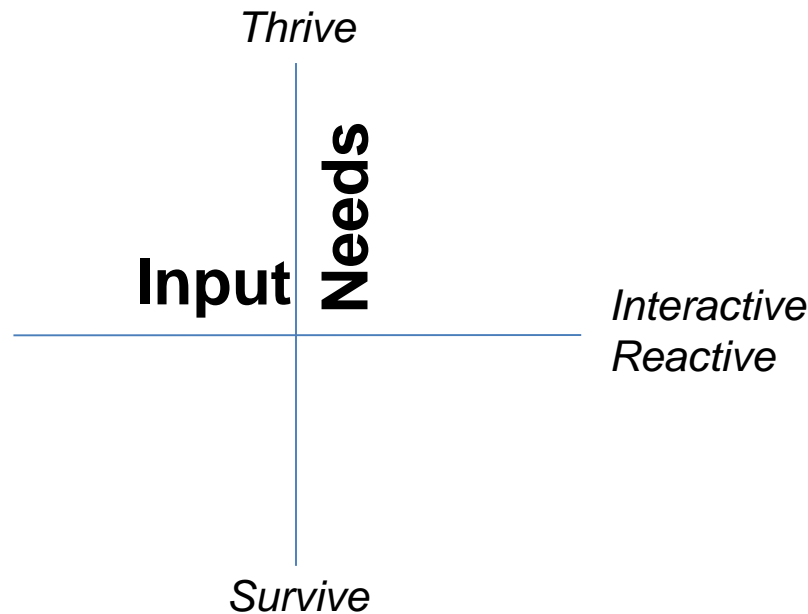 Thrive
Needs
Input
Interactive
Reactive
Survive